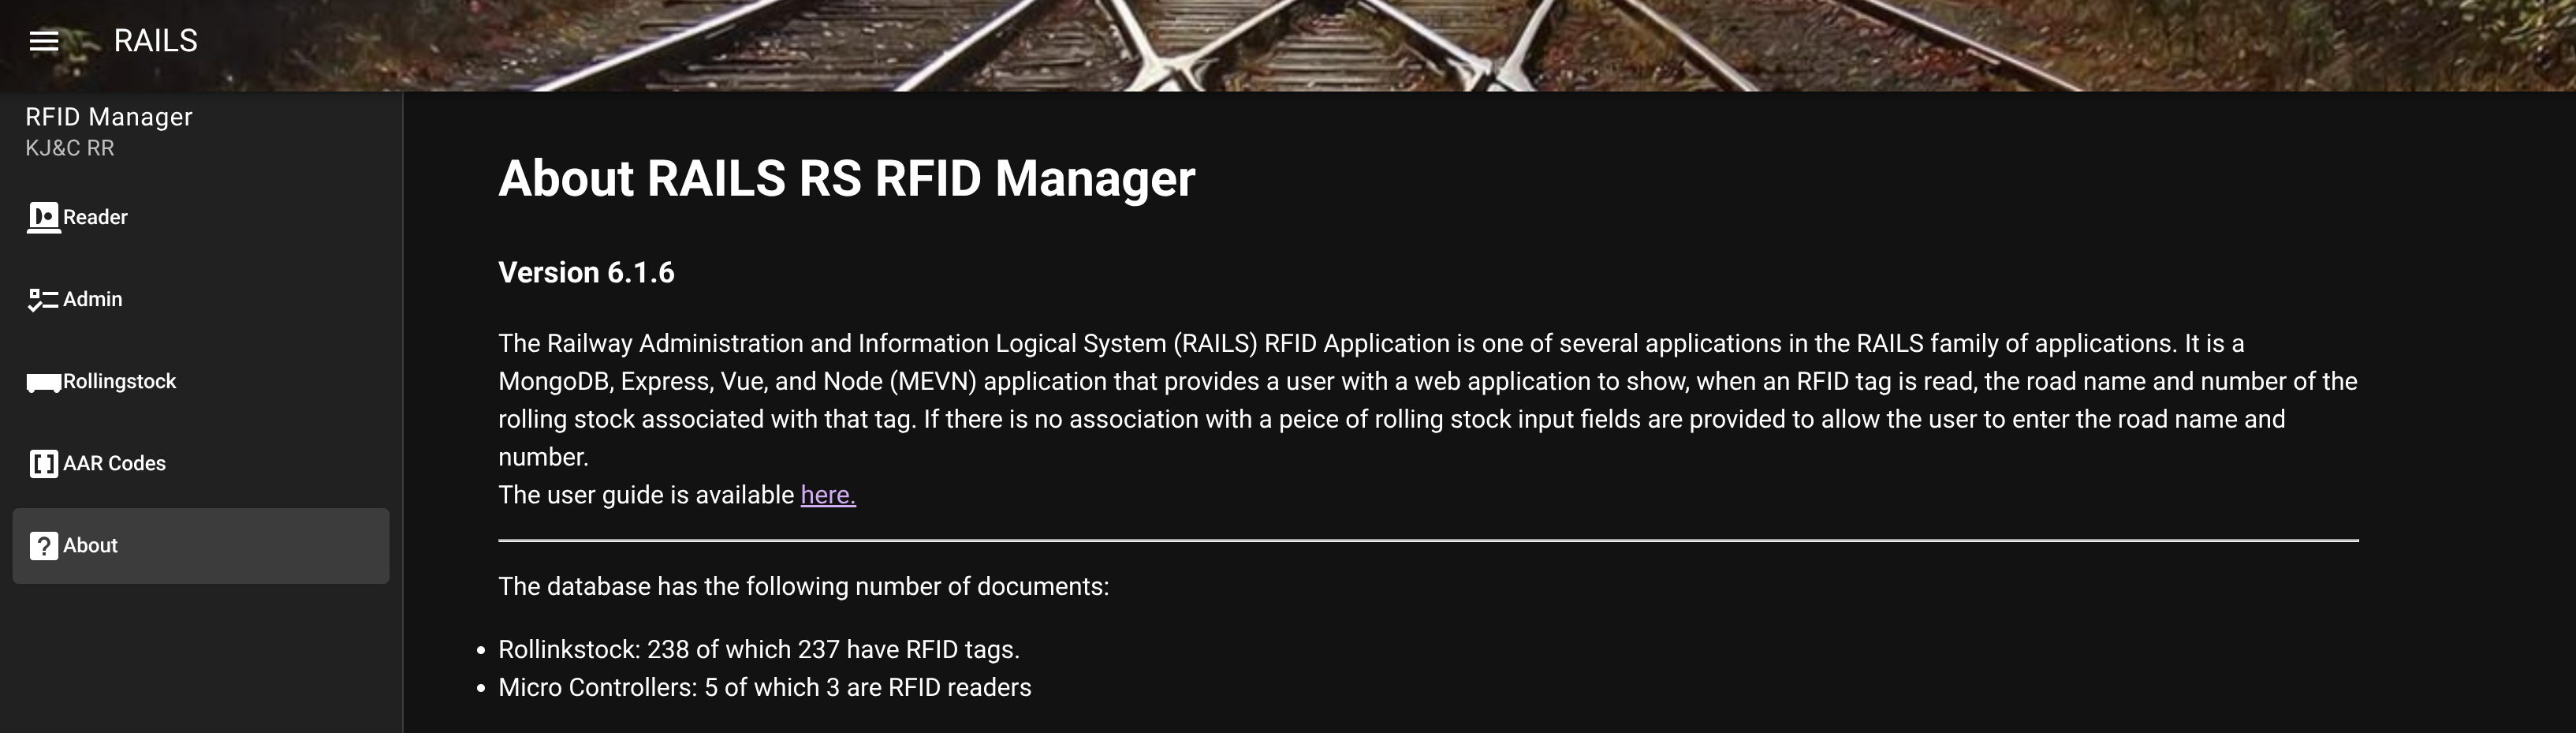 RAILS
RFID Manager
KJ&C RR
Reader
Admin
Rollingstock
AAR Codes
About
About RAILS RS RFID Manager
Version 6.1.6
The Railway Administration and Information Logical System (RAILS) RFID Application is one of several applications in the RAILS family of applications. It is a
MongoDB, Express, Vue, and Node (MEVN) application that provides a user with a web application to show, when an RFID tag is read, the road name and number of the
rolling stock associated with that tag. If there is no association with a peice of rolling stock input fields are provided to allow the user to enter the road name and
number.
The user guide is available here.
The database has the following number of documents:
• Rollinkstock: 238 of which 237 have RFID tags.
• Micro Controllers: 5 of which 3 are RFID readers